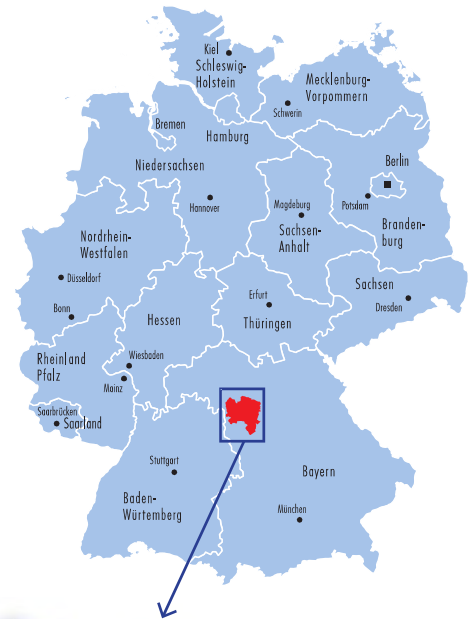 Kiel
Schleswig-
Holstein
Mecklenburg-
Vorpommern
Schwerin
Bremen
Hamburg
Niedersachsen
Berlin
Hannover
Magdeburg
Potsdam
Sachsen-
Anhalt
Branden-
burg
Nordrhein-
Westfalen
Düsseldorf
Bonn
Hessen
Erfurt
Thüringen
Sachsen
Dresden
Rheinland
Pfalz
Wiesbaden
Mainz
Saarbrücken
Saarland
Stuttgart
Baden-
Würtemberg
Bayern
München